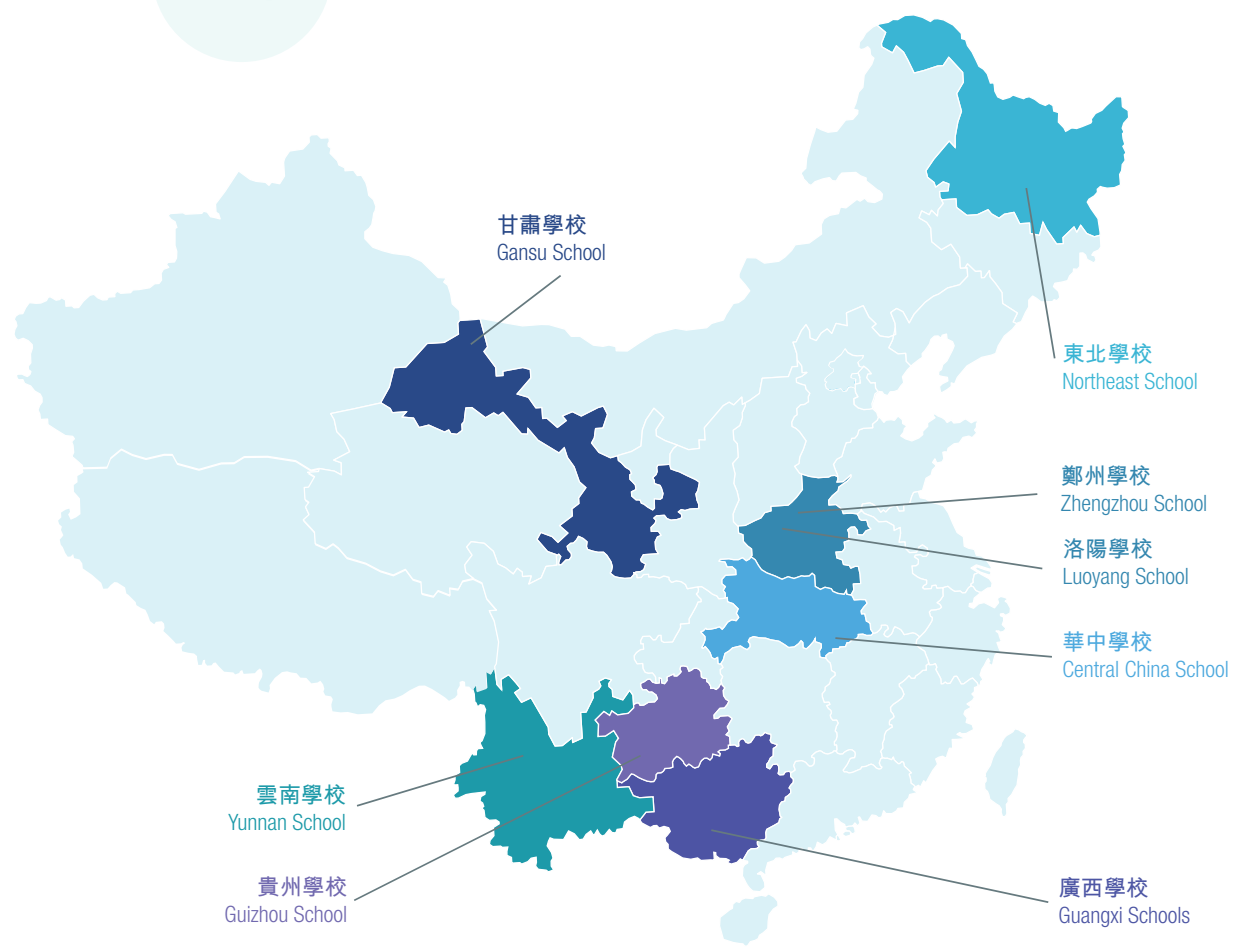 甘肅學校
Gansu School
東北學校
Northeast School
鄭州學校
Zhengzhou School
洛陽學校
Luoyang School
華中學校
Central China School
雲南學校
Yunnan School
貴州學校
Guizhou School
廣西學校
Guangxi Schools